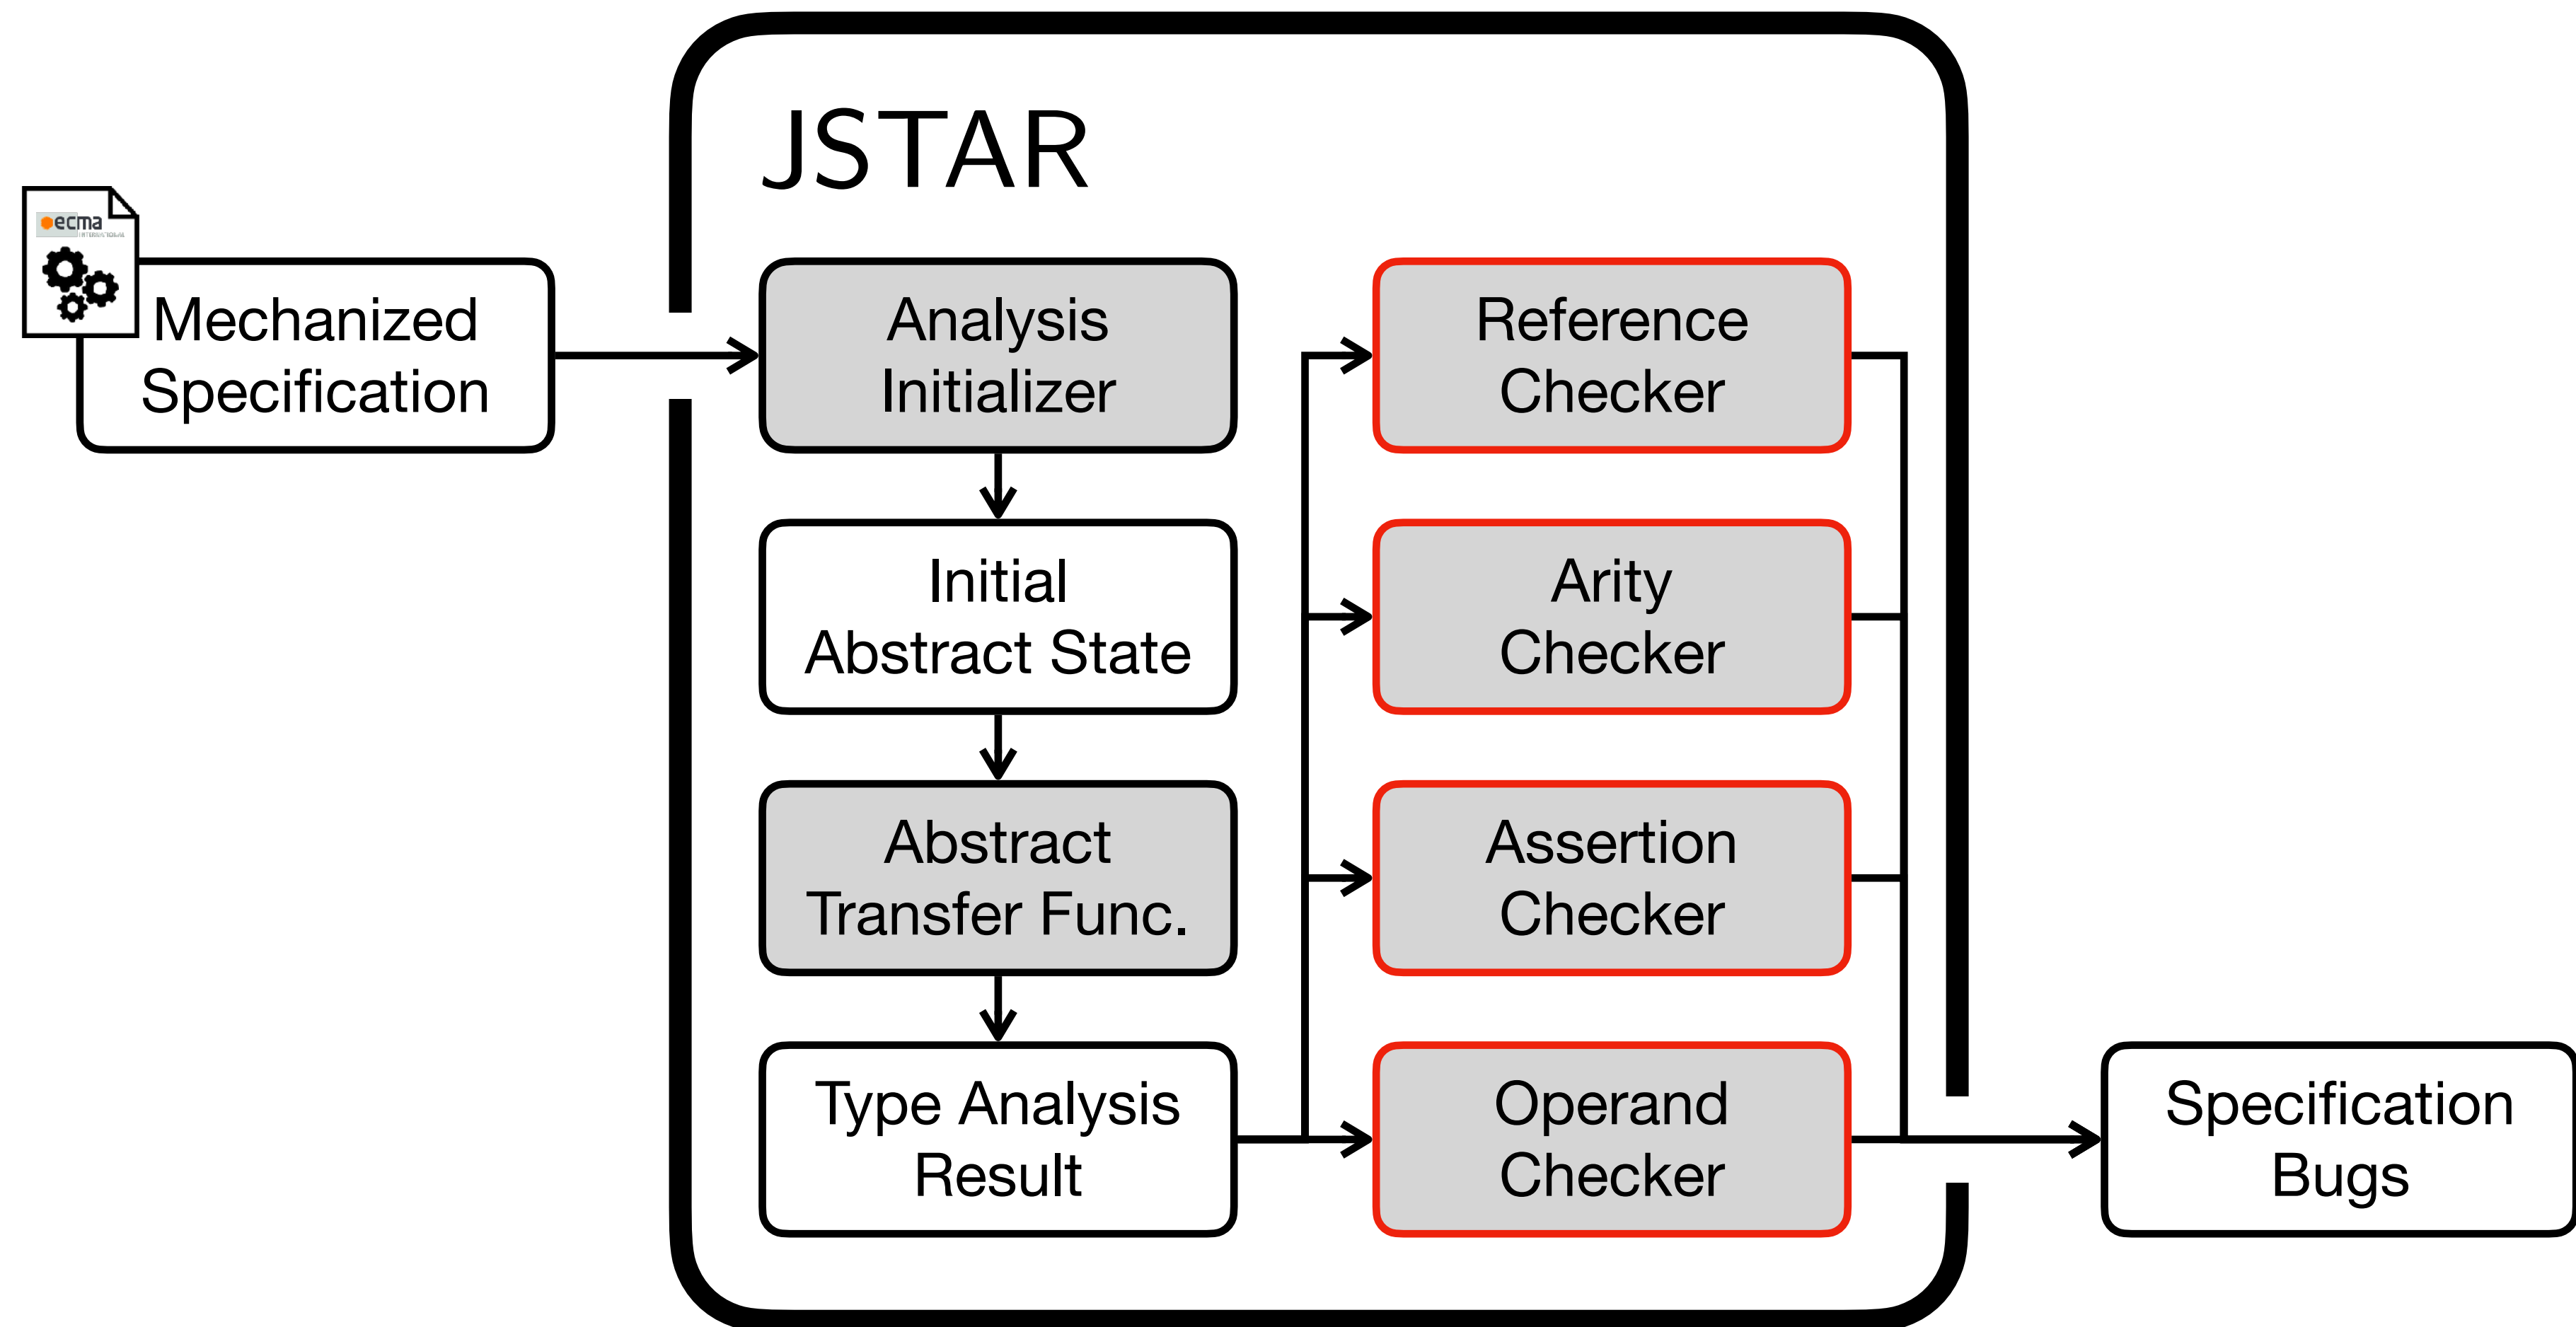 JSTAR
ecma
INTERNATIONAL
Mechanized
Specification
Analysis
Initializer
Initial
Abstract State
Abstract
Transfer Func.
Type Analysis
Result
Reference
Checker
Arity
Checker
Assertion
Checker
Operand
Checker
Specification
Bugs